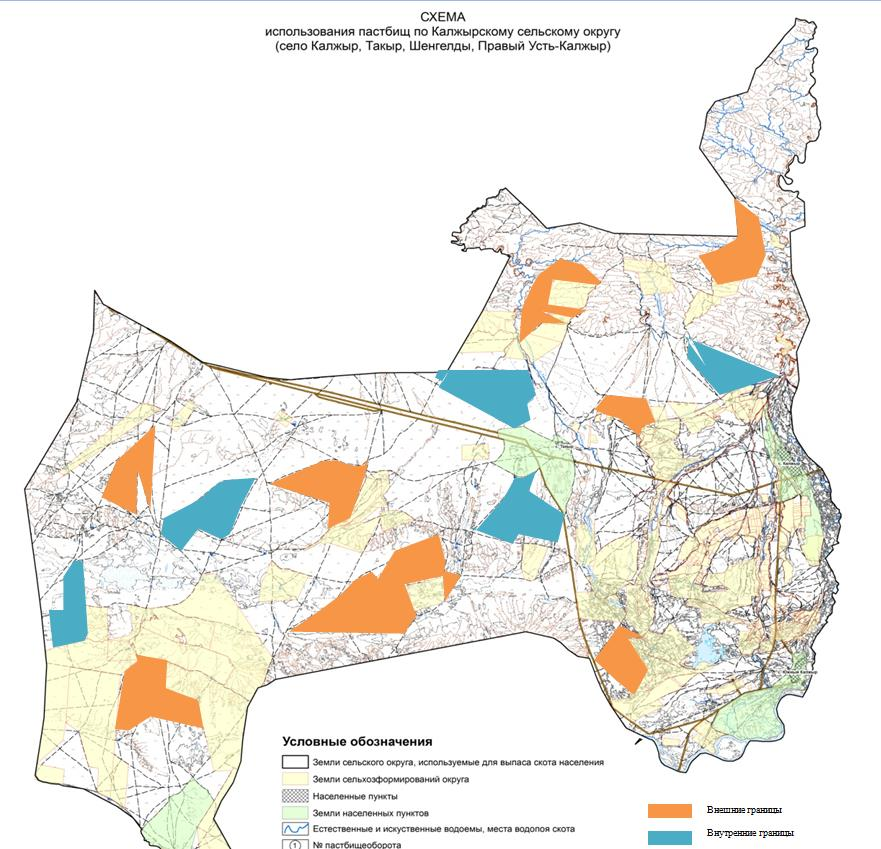 СХЕМА
использования пастбищ по Калжырскому сельскому округу
(село Калжыр, Такыр, Шенгелды, Правый Усть-Калжыр)
Условные обозначения
Земли сельского округа, используемые для выпаса скота населения
Земли сельхозформирований округа
Населенные пункты
Земли населенных пунктов
Естественные и искуственные водоемы, места водопоя скота
1 № пастбищеоборота
Внешние границы
Внутренние границы